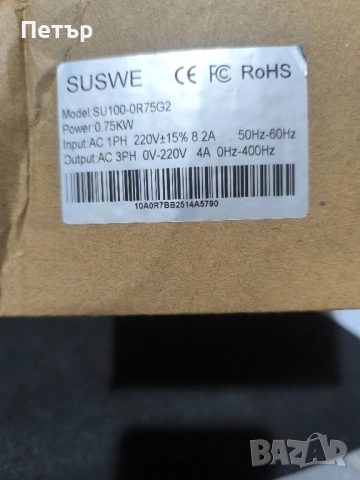 Петър
SUSWE CE FC RoHS
Model:SU100-0R75G2
Power:0.75KW
Input:AC 1PH 220V±15% 8.2A 50Hz-60Hz
Output:AC 3PH 0V-220V 4A 0Hz-400Hz
10A0R7BB2514A5790
BAZAR